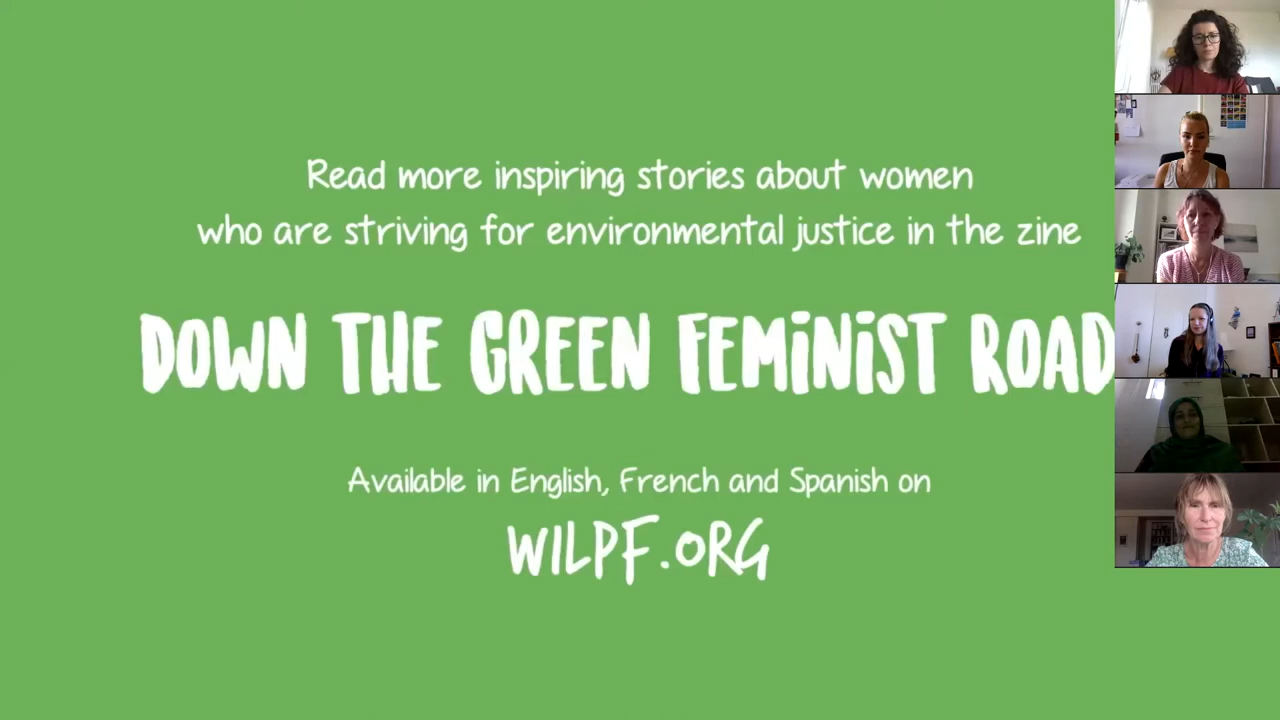 Read more inspiring stories about women
who are striving for environmental justice in the zine
DOWN THE GREEN FEMINIST ROAD
Available in English, French and Spanish on
WILPF.ORG